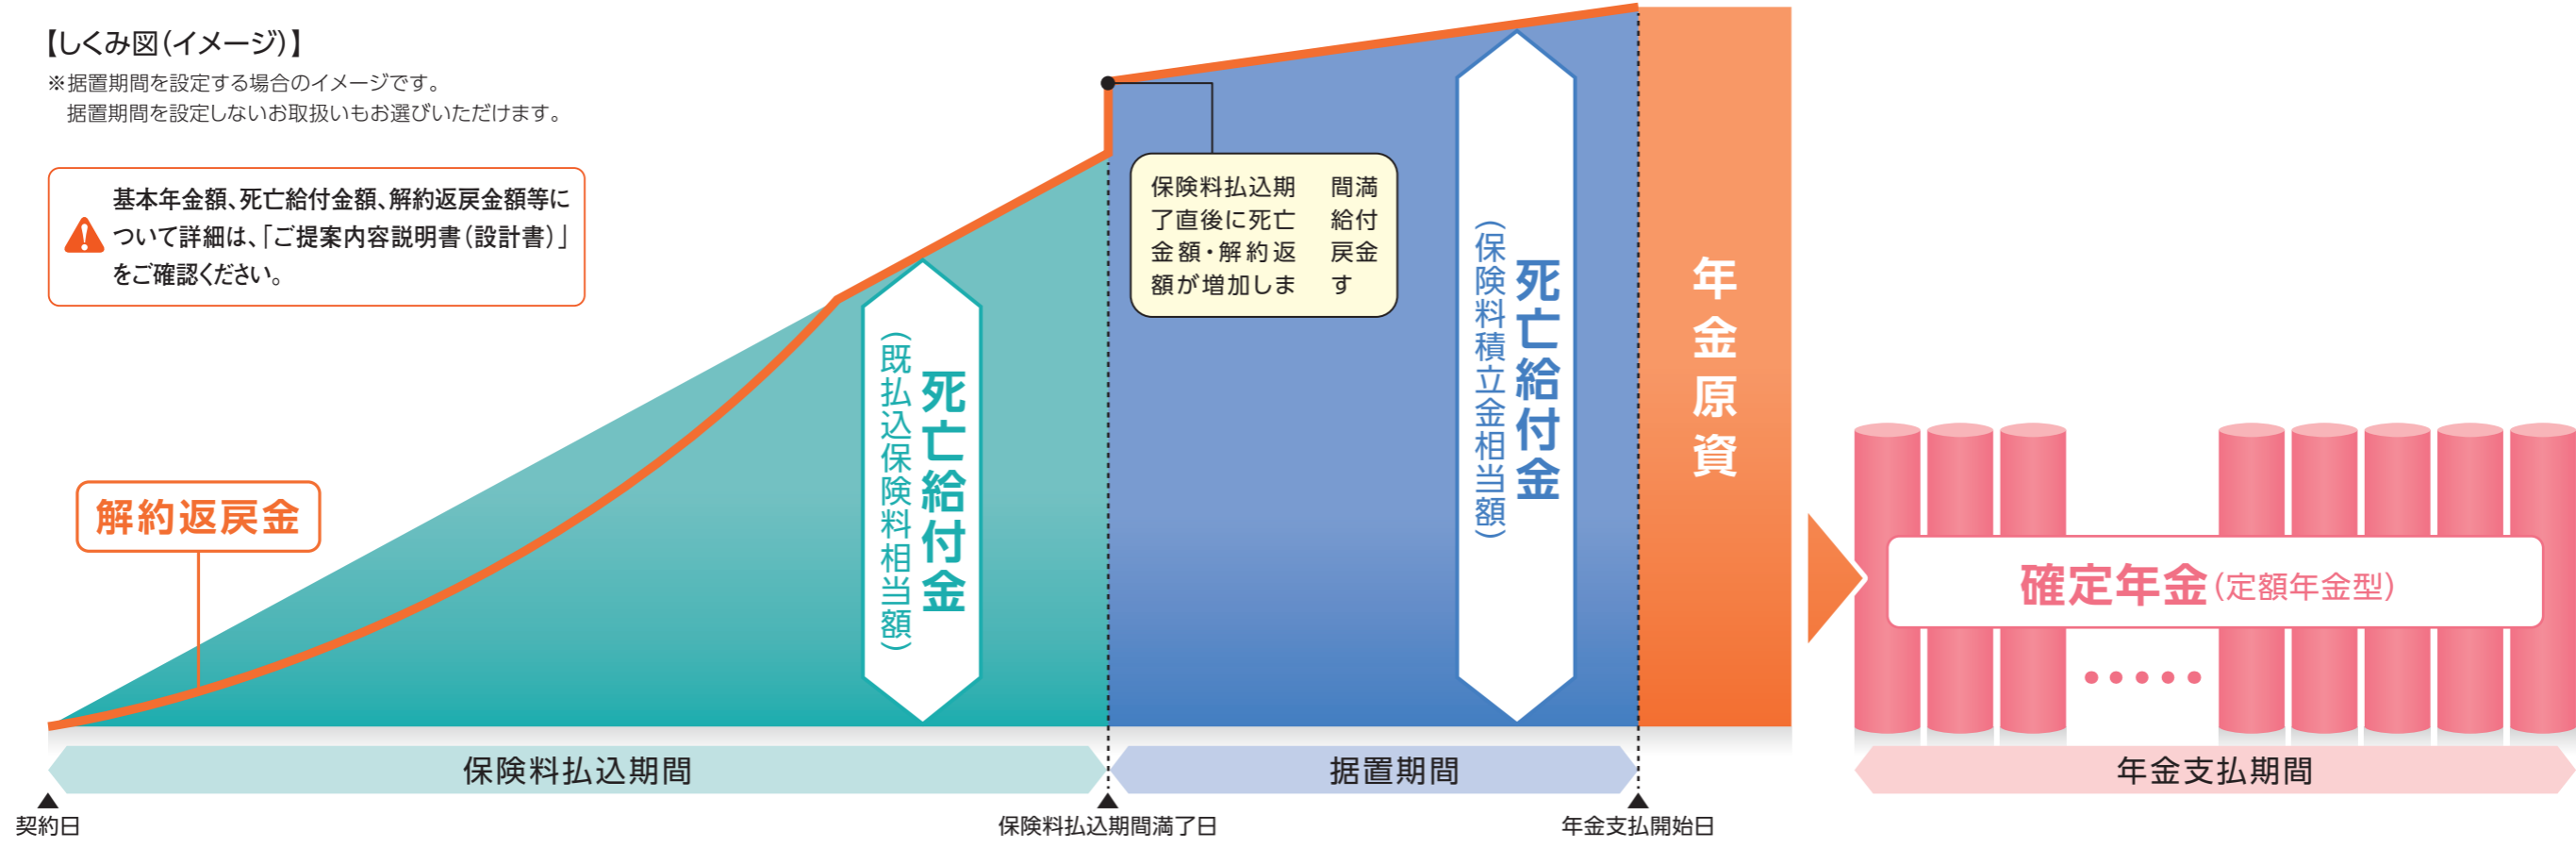 【しくみ図(イメージ)】
※据置期間を設定する場合のイメージです。
据置期間を設定しないお取扱いもお選びいただけます。
基本年金額、死亡給付金額、解約返戻金額等に
ついて詳細は、「ご提案内容説明書(設計書)」
をご確認ください。
解約返戻金
死亡給付金
(既払込保険料相当額)
保険料払込期 間満
了直後に死亡 給付
金額・解約返 戻金
額が増加しま す
死亡給付金
(保険料積立金相当額)
年金原資
確定年金(定額年金型)
保険料払込期間
据置期間
年金支払期間
契約日
保険料払込期間満了日
年金支払開始日